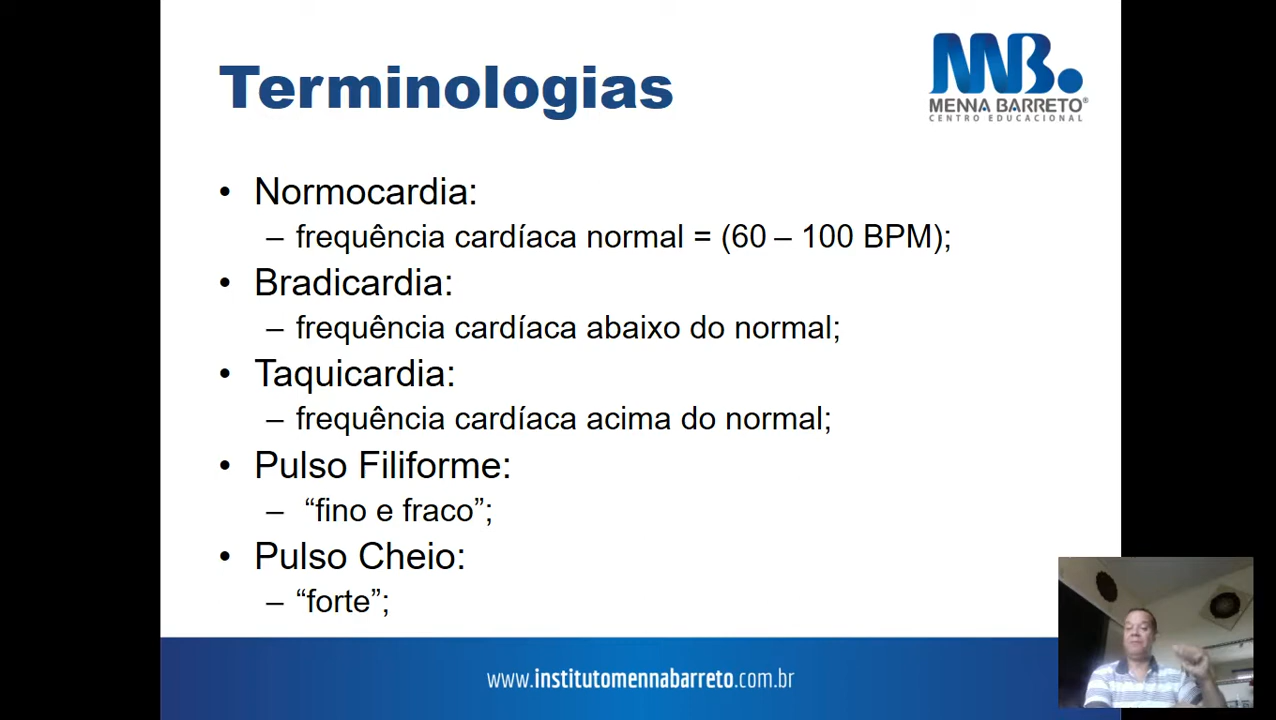 Terminologias
MNB.
MENNA BARRETO®
CENTRO EDUCACIONAL
• Normocardia:
– frequência cardíaca normal = (60 – 100 BPM);
• Bradicardia:
– frequência cardíaca abaixo do normal;
• Taquicardia:
– frequência cardíaca acima do normal;
• Pulso Filiforme:
– “fino e fraco”;
• Pulso Cheio:
– “forte”;
www.institutomennabarreto.com.br